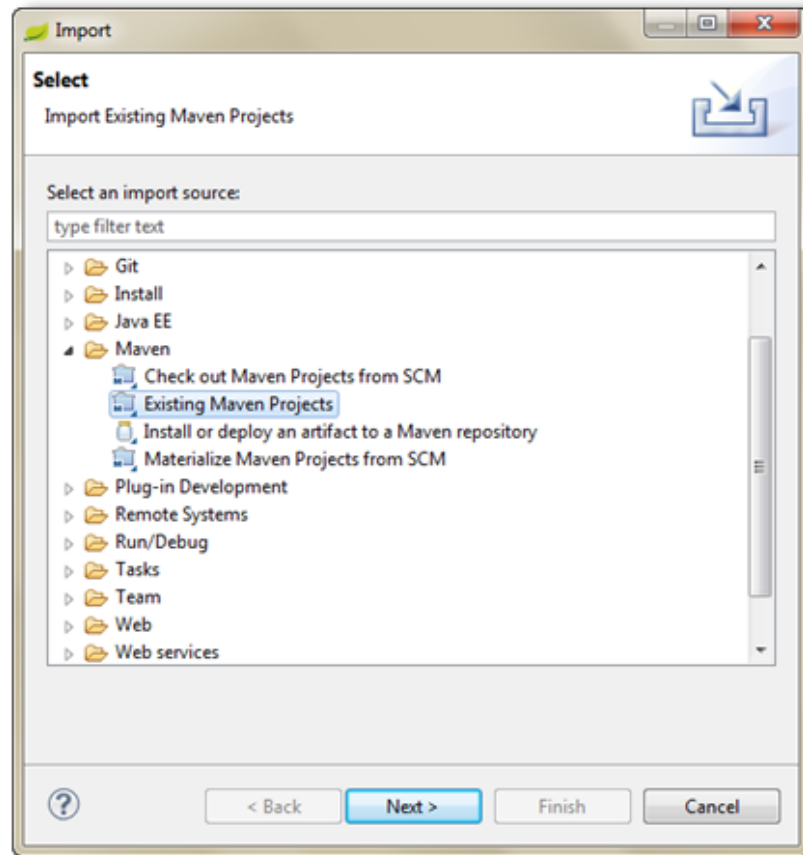 Import
Select
Import Existing Maven Projects
Select an import source:
type filter text
Git
Install
Java EE
Maven
Check out Maven Projects from SCM
Existing Maven Projects
Install or deploy an artifact to a Maven repository
Materialize Maven Projects from SCM
Plug-in Development
Remote Systems
Run/Debug
Tasks
Team
Web
Web services
? < Back Next > Finish Cancel